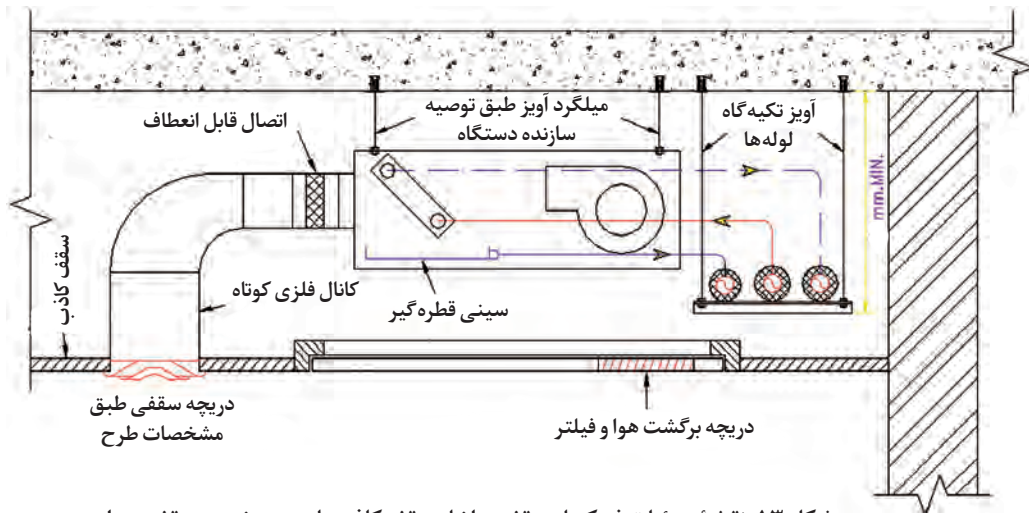 میلگرد آویز طبق توصیه
سازنده دستگاه
آویز تکیه‌گاه
لوله‌ها
اتصال قابل انعطاف
mm.MIN.
سقف کاذب
کانال فلزی کوتاه
سینی قطره‌گیر
دریچه سقفی طبق
مشخصات طرح
دریچه برگشت هوا و فیلتر